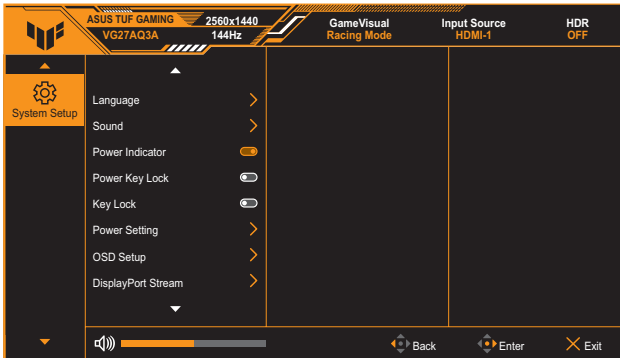 ASUS TUF GAMING 2560x1440 GameVisual Input Source HDR
VG27AQ3A 144Hz Racing Mode HDMI-1 OFF
System Setup
Language
Sound
Power Indicator
Power Key Lock
Key Lock
Power Setting
OSD Setup
DisplayPort Stream
Back Enter Exit